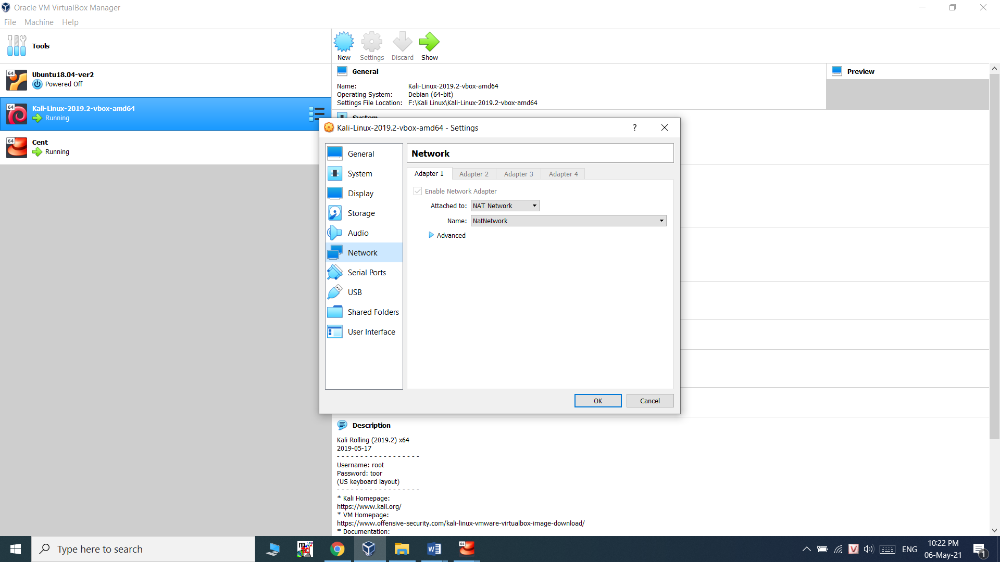 Oracle VM VirtualBox Manager
File Machine Help
Tools
New Settings Discard Show
64
Ubuntu18.04-ver2
Powered Off
64
Kali-Linux-2019.2-vbox-amd64
Running
64
Cent
Running
General
Name: Kali-Linux-2019.2-vbox-amd64
Operating System: Debian (64-bit)
Settings File Location: F:\Kali Linux\Kali-Linux-2019.2-vbox-amd64
Preview
System
Kali-Linux-2019.2-vbox-amd64 - Settings
?
General
System
Display
Storage
Audio
Network
Serial Ports
USB
Shared Folders
User Interface
Network
Adapter 1 Adapter 2 Adapter 3 Adapter 4
Enable Network Adapter
Attached to: NAT Network
Name: NatNetwork
Advanced
OK Cancel
Description
Kali Rolling (2019.2) x64
2019-05-17
- - - - - - - - - - - - - - - - - -
Username: root
Password: toor
(US keyboard layout)
- - - - - - - - - - - - - - - - - -
* Kali Homepage:
https://www.kali.org/
* VM Homepage:
https://www.offensive-security.com/kali-linux-vmware-virtualbox-image-download/
* Documentation:
Type here to search
64
V
ENG
10:22 PM
06-May-21
1